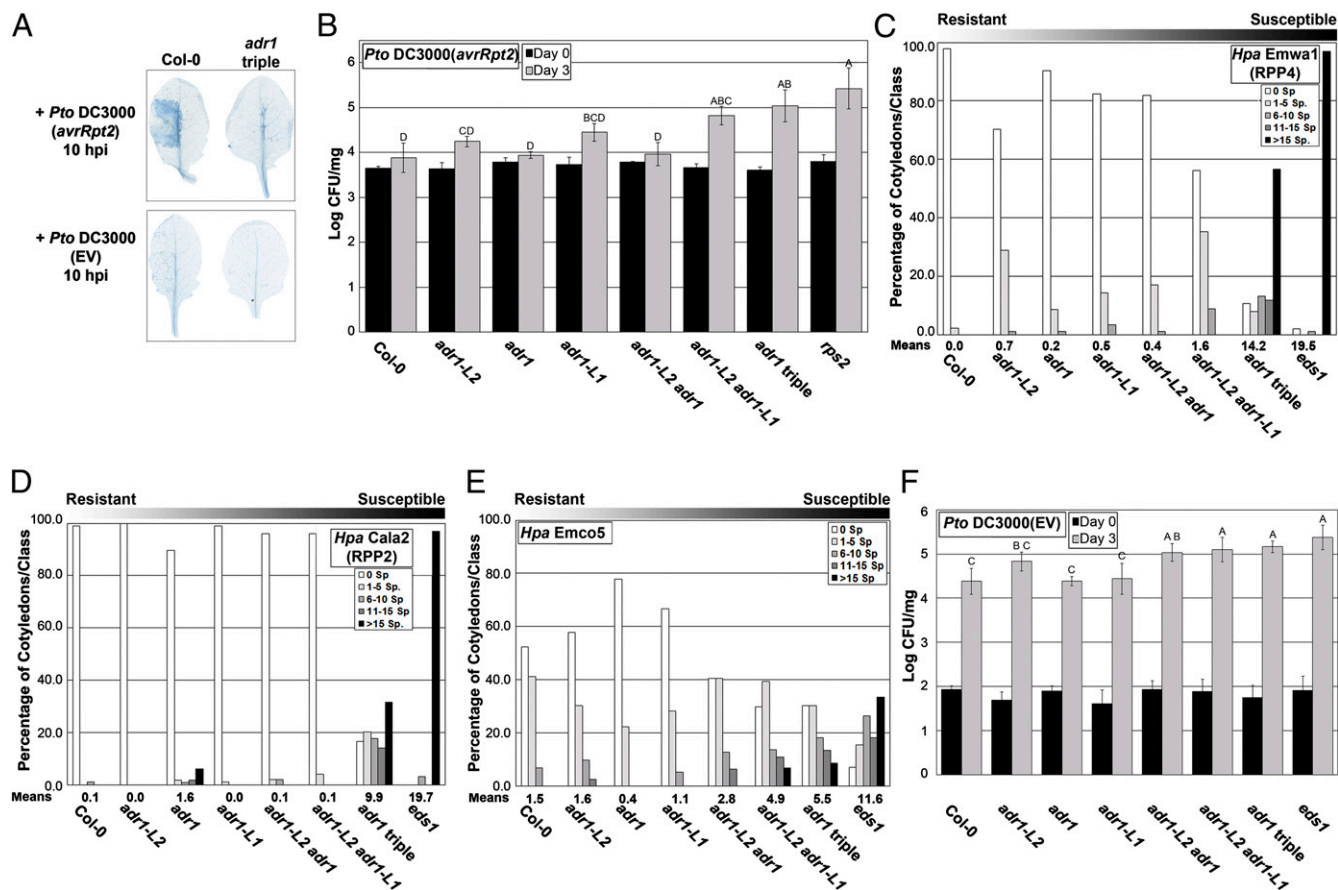 A
Col-0
adr1
triple
+ Pto DC3000
(avrRpt2)
10 hpi
+ Pto DC3000
(EV)
10 hpi
B
Pto DC3000(avrRpt2)
Day 0
Day 3
Log CFU/mg
6
5
4
3
2
1
0
D
CD
D
BCD
D
ABC
AB
A
Col-0
adr1-L2
adr1
adr1-L1
adr1-L2 adr1
adr1-L2 adr1-L1
adr1 triple
rps2
C
Resistant
Susceptible
Hpa Emwa1
(RPP4)
0 Sp
1-5 Sp.
6-10 Sp
11-15 Sp
>15 Sp.
Percentage of Cotyledons/Class
100.0
80.0
60.0
40.0
20.0
0.0
Means
0.0
0.7
0.2
0.5
0.4
1.6
14.2
19.5
Col-0
adr1-L2
adr1
adr1-L1
adr1-L2 adr1
adr1-L2 adr1-L1
adr1 triple
eds1
D
Resistant
Susceptible
Hpa Cala2
(RPP2)
0 Sp
1-5 Sp.
6-10 Sp
11-15 Sp
>15 Sp.
Percentage of Cotyledons/Class
100.0
80.0
60.0
40.0
20.0
0.0
Means
0.1
0.0
1.6
0.0
0.1
0.1
9.9
19.7
Col-0
adr1-L2
adr1
adr1-L1
adr1-L2 adr1
adr1-L2 adr1-L1
adr1 triple
eds1
E
Resistant
Susceptible
Hpa Emco5
0 Sp
1-5 Sp
6-10 Sp
11-15 Sp
>15 Sp
Percentage of Cotyledons/Class
100.0
80.0
60.0
40.0
20.0
0.0
Means
1.5
1.6
0.4
1.1
2.8
4.9
5.5
11.6
Col-0
adr1-L2
adr1
adr1-L1
adr1-L2 adr1
adr1-L2 adr1-L1
adr1 triple
eds1
F
Pto DC3000(EV)
Day 0
Day 3
Log CFU/mg
6
5
4
3
2
1
0
C
B C
C
C
A B
A
A
A
Col-0
adr1-L2
adr1
adr1-L1
adr1-L2 adr1
adr1-L2 adr1-L1
adr1 triple
eds1